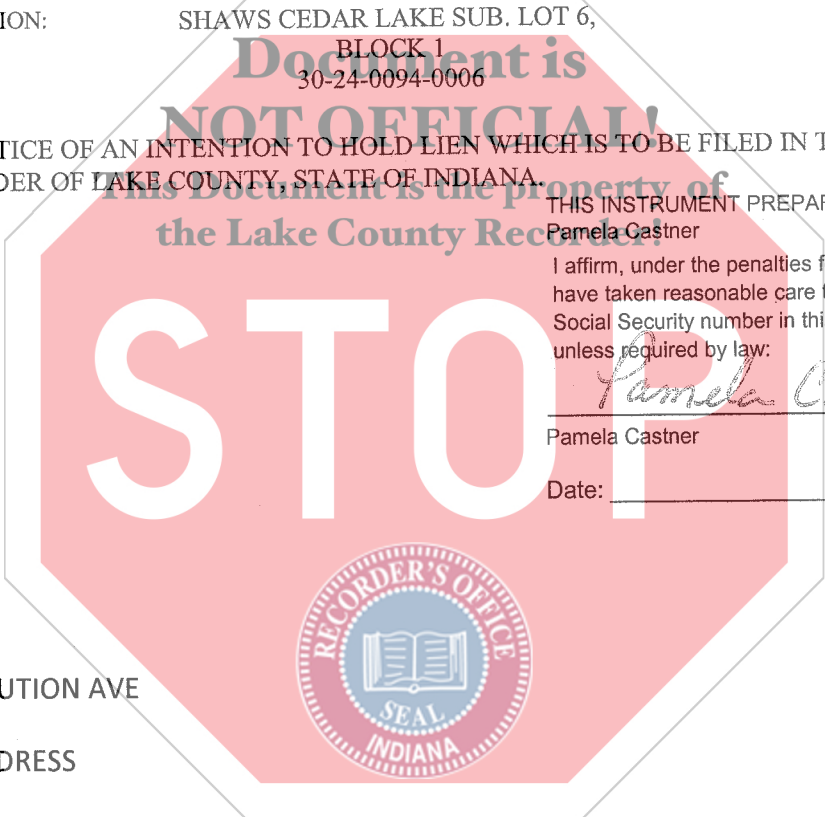 ION: SHAWS CEDAR LAKE SUB. LOT 6,
BLOCK 1
30-24-0094-0006
Document is
NOT OFFICIAL!
This Document is the property of
the Lake County Recorder!
TICE OF AN INTENTION TO HOLD LIEN WHICH IS TO BE FILED IN T
DER OF LAKE COUNTY, STATE OF INDIANA.
THIS INSTRUMENT PREPAR
Pamela Castner
I affirm, under the penalties f
have taken reasonable care t
Social Security number in thi
unless required by law:
Pamela C
Pamela Castner
Date:
STOP
RECORDER'S OFFICE
SEAL
INDIANA
UTION AVE
DRESS